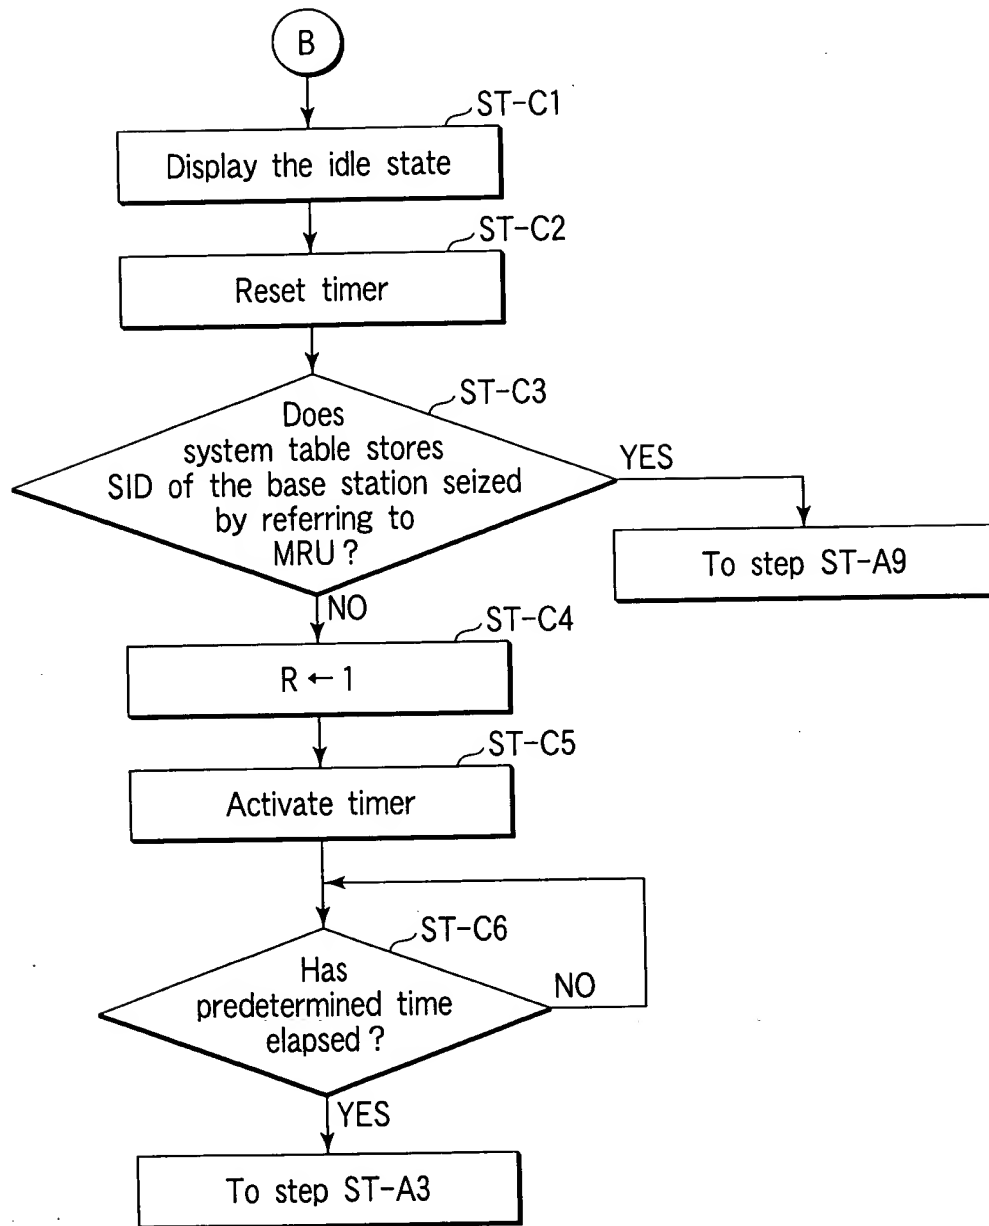 B
ST-C1
Display the idle state
ST-C2
Reset timer
ST-C3
Does
system table stores
SID of the base station seized
by referring to
MRU?
YES
To step ST-A9
NO
ST-C4
R ← 1
ST-C5
Activate timer
ST-C6
Has
predetermined time
elapsed?
NO
YES
To step ST-A3